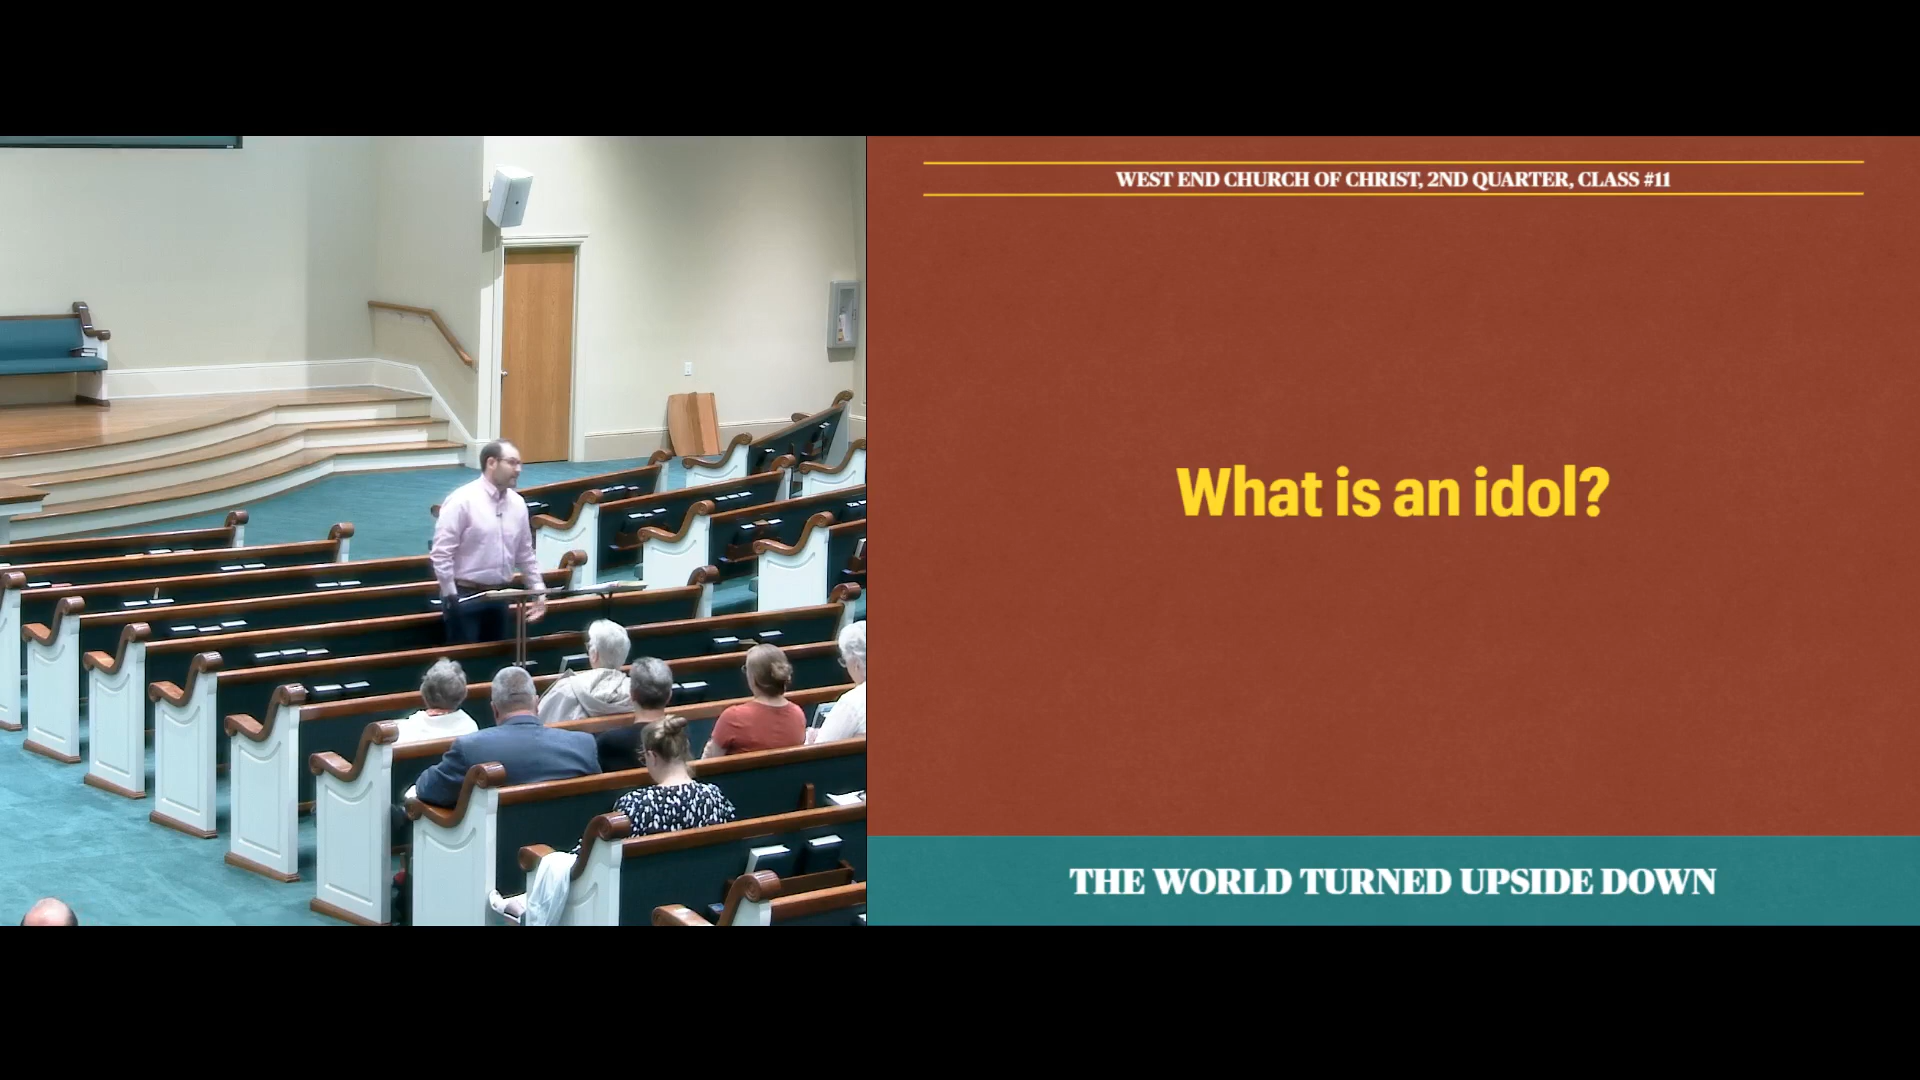 WEST END CHURCH OF CHRIST, 2ND QUARTER, CLASS #11
What is an idol?
THE WORLD TURNED UPSIDE DOWN